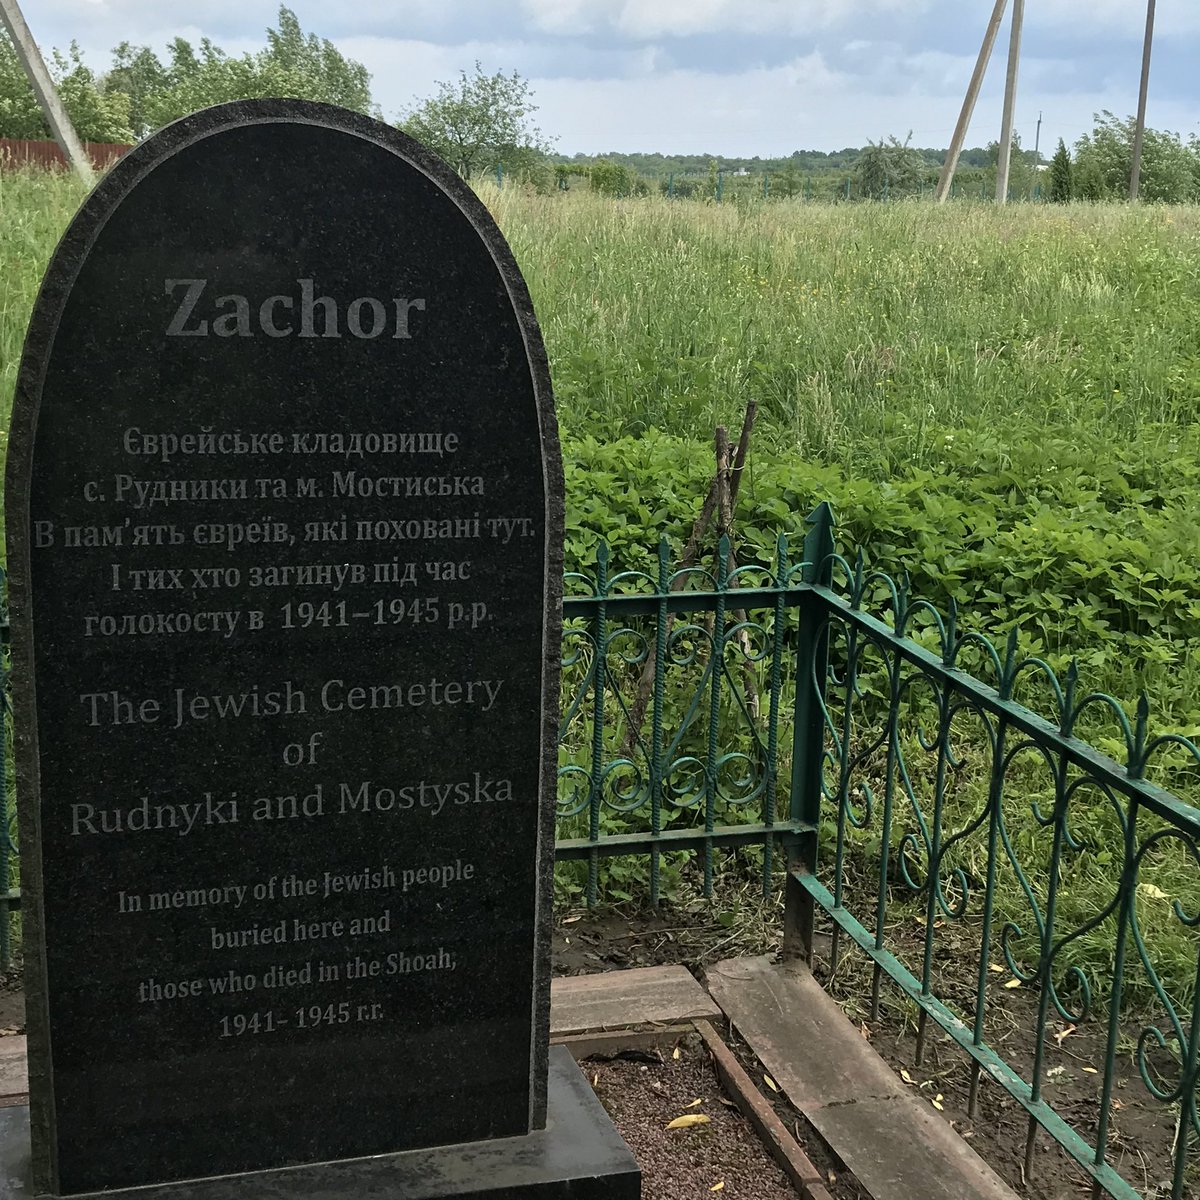 Zachor
Єврейське кладовище
с. Рудники та м. Мостиська
В пам'ять євреїв, які поховані тут.
І тих хто загинув під час
голокосту в 1941–1945 р.р.
The Jewish Cemetery
of
Rudnyki and Mostyska
In memory of the Jewish people
buried here and
those who died in the Shoah,
1941- 1945 г.г.